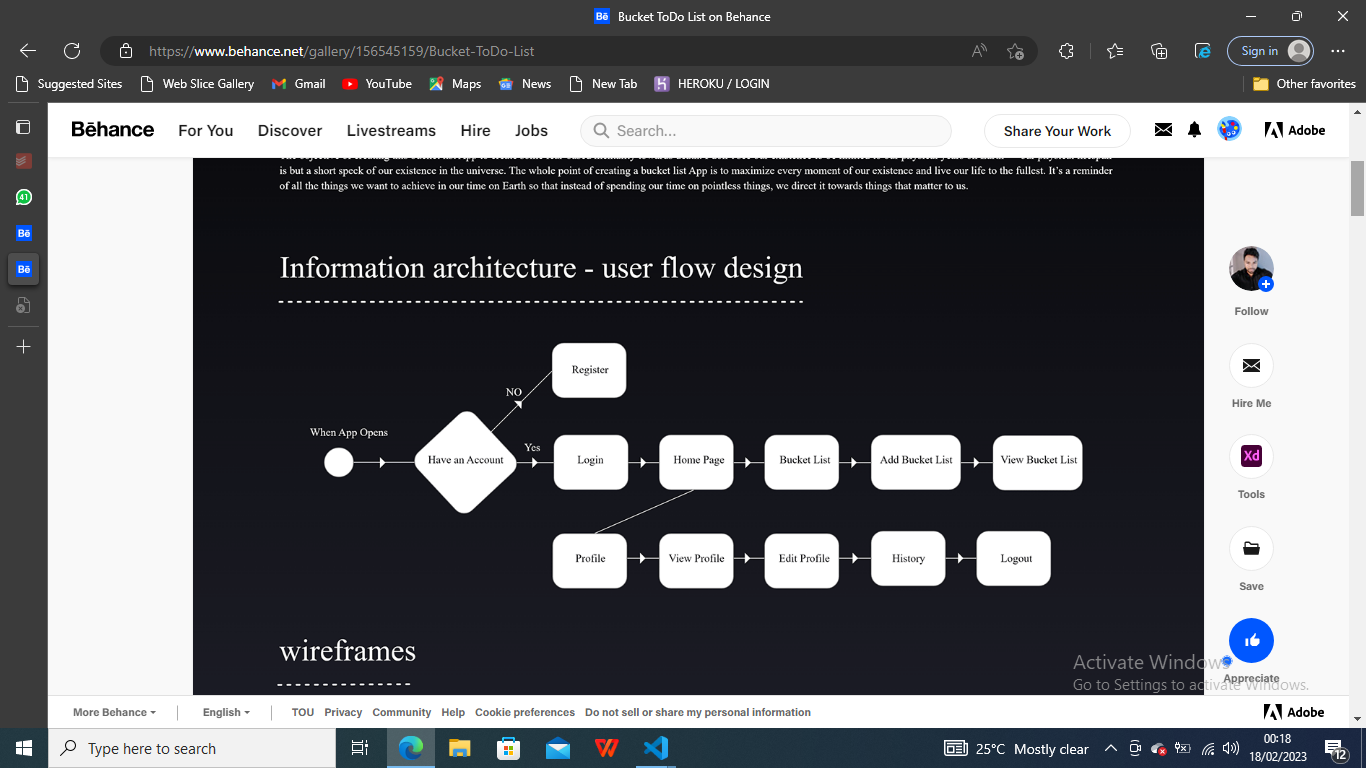 Bucket ToDo List on Behance
https://www.behance.net/gallery/156545159/Bucket-ToDo-List
Sign in
Suggested Sites
Web Slice Gallery
Gmail
YouTube
Maps
News
New Tab
HEROKU / LOGIN
Other favorites
Bēhance
For You
Discover
Livestreams
Hire
Jobs
Search...
Share Your Work
Adobe
41
Bē
Bē
is but a short speck of our existence in the universe. The whole point of creating a bucket list App is to maximize every moment of our existence and live our life to the fullest. It's a reminder
of all the things we want to achieve in our time on Earth so that instead of spending our time on pointless things, we direct it towards things that matter to us.
Information architecture - user flow design
Register
NO
When App Opens
Have an Account
Yes
Login
Home Page
Bucket List
Add Bucket List
View Bucket List
Profile
View Profile
Edit Profile
History
Logout
wireframes
Follow
Hire Me
Xd
Tools
Save
Appreciate
Activate Windows
Go to Settings to activate Windows.
More Behance
English
TOU
Privacy
Community
Help
Cookie preferences
Do not sell or share my personal information
Adobe
Type here to search
25°C Mostly clear
00:18
18/02/2023
12